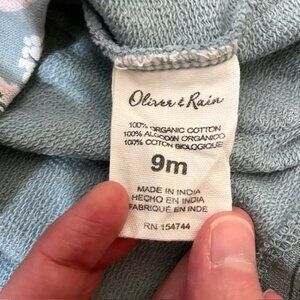 Oliver & Rain
100% ORGANIC COTTON
100% ALGODÓN ORGÁNICO
100% COTON BIOLOGIQUE
9m
MADE IN INDIA
HECHO EN INDIA
FABRIQUÉ EN INDE
RN 154744